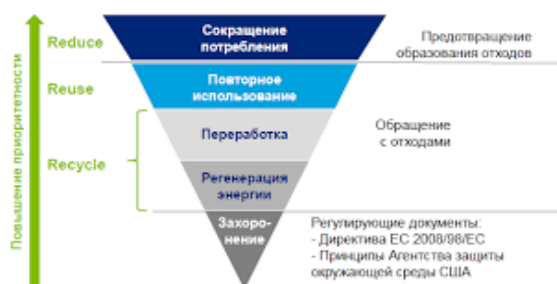 Повышение приоритетности
Reduce
Сокращение
потребления
Предотвращение
образования отходов
Reuse
Повторное
использование
Recycle
Переработка
Обращение
с отходами
Регенерация
энергии
Захоро-
нение
Регулирующие документы:
- Директива ЕС 2008/98/ЕС
- Принципы Агентства защиты
окружающей среды США